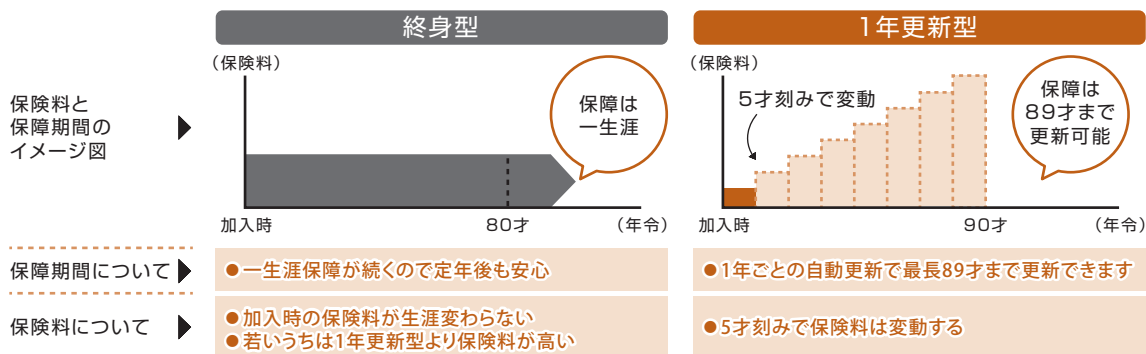 終身型
1年更新型
保険料と
保障期間の
イメージ図
(保険料)
保障は
一生涯
加入時
80才
(年令)
(保険料)
5才刻みで変動
保障は
89才まで
更新可能
加入時
90才
(年令)
保障期間について
●一生涯保障が続くので定年後も安心
●1年ごとの自動更新で最長89才まで更新できます
保険料について
●加入時の保険料が生涯変わらない
●若いうちは1年更新型より保険料が高い
●5才刻みで保険料は変動する